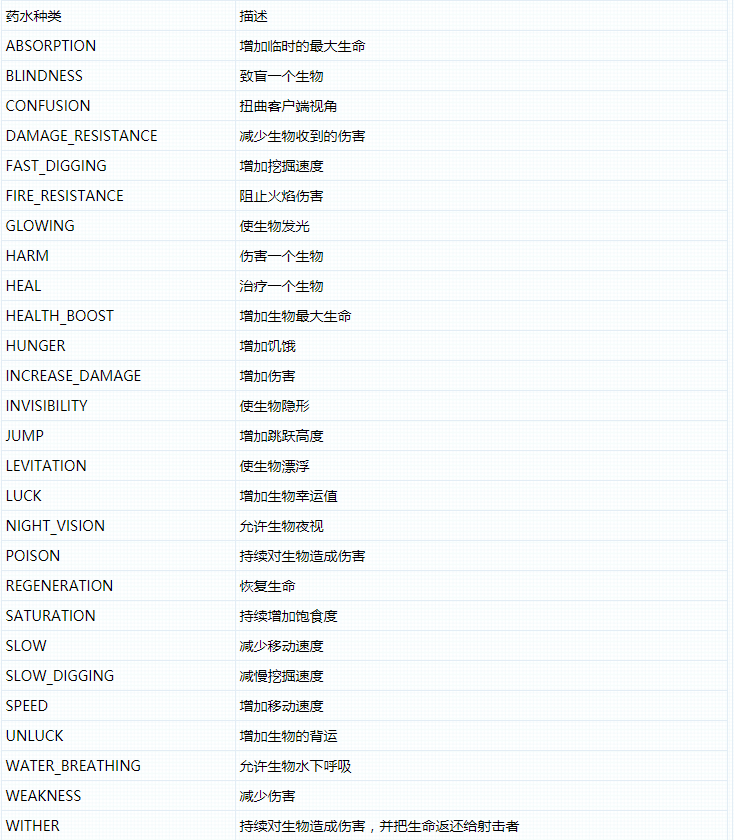 药水种类 描述
ABSORPTION 增加临时的最大生命
BLINDNESS 致盲一个生物
CONFUSION 扭曲客户端视角
DAMAGE_RESISTANCE 减少生物收到的伤害
FAST_DIGGING 增加挖掘速度
FIRE_RESISTANCE 阻止火焰伤害
GLOWING 使生物发光
HARM 伤害一个生物
HEAL 治疗一个生物
HEALTH_BOOST 增加生物最大生命
HUNGER 增加饥饿
INCREASE_DAMAGE 增加伤害
INVISIBILITY 使生物隐形
JUMP 增加跳跃高度
LEVITATION 使生物漂浮
LUCK 增加生物幸运值
NIGHT_VISION 允许生物夜视
POISON 持续对生物造成伤害
REGENERATION 恢复生命
SATURATION 持续增加饱食度
SLOW 减少移动速度
SLOW_DIGGING 减慢挖掘速度
SPEED 增加移动速度
UNLUCK 增加生物的背运
WATER_BREATHING 允许生物水下呼吸
WEAKNESS 减少伤害
WITHER 持续对生物造成伤害，并把生命返还给射击者